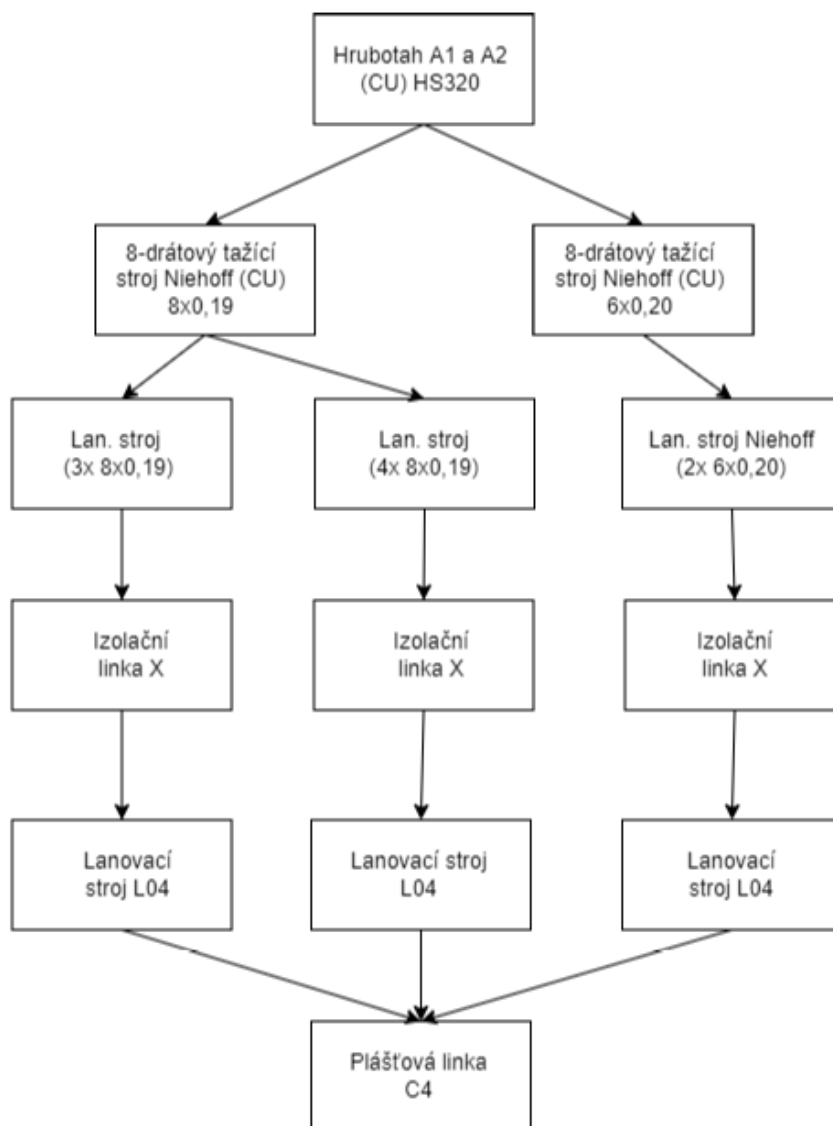 Hrubotah A1 a A2
(CU) HS320
8-drátový tažící
stroj Niehoff (CU)
8x0,19
8-drátový tažící
stroj Niehoff (CU)
6x0,20
Lan. stroj
(3x 8x0,19)
Lan. stroj
(4x 8x0,19)
Lan. stroj Niehoff
(2x 6x0,20)
Izolační
linka X
Izolační
linka X
Izolační
linka X
Lanovací
stroj L04
Lanovací stroj
L04
Lanovací
stroj L04
Plášťová linka
C4